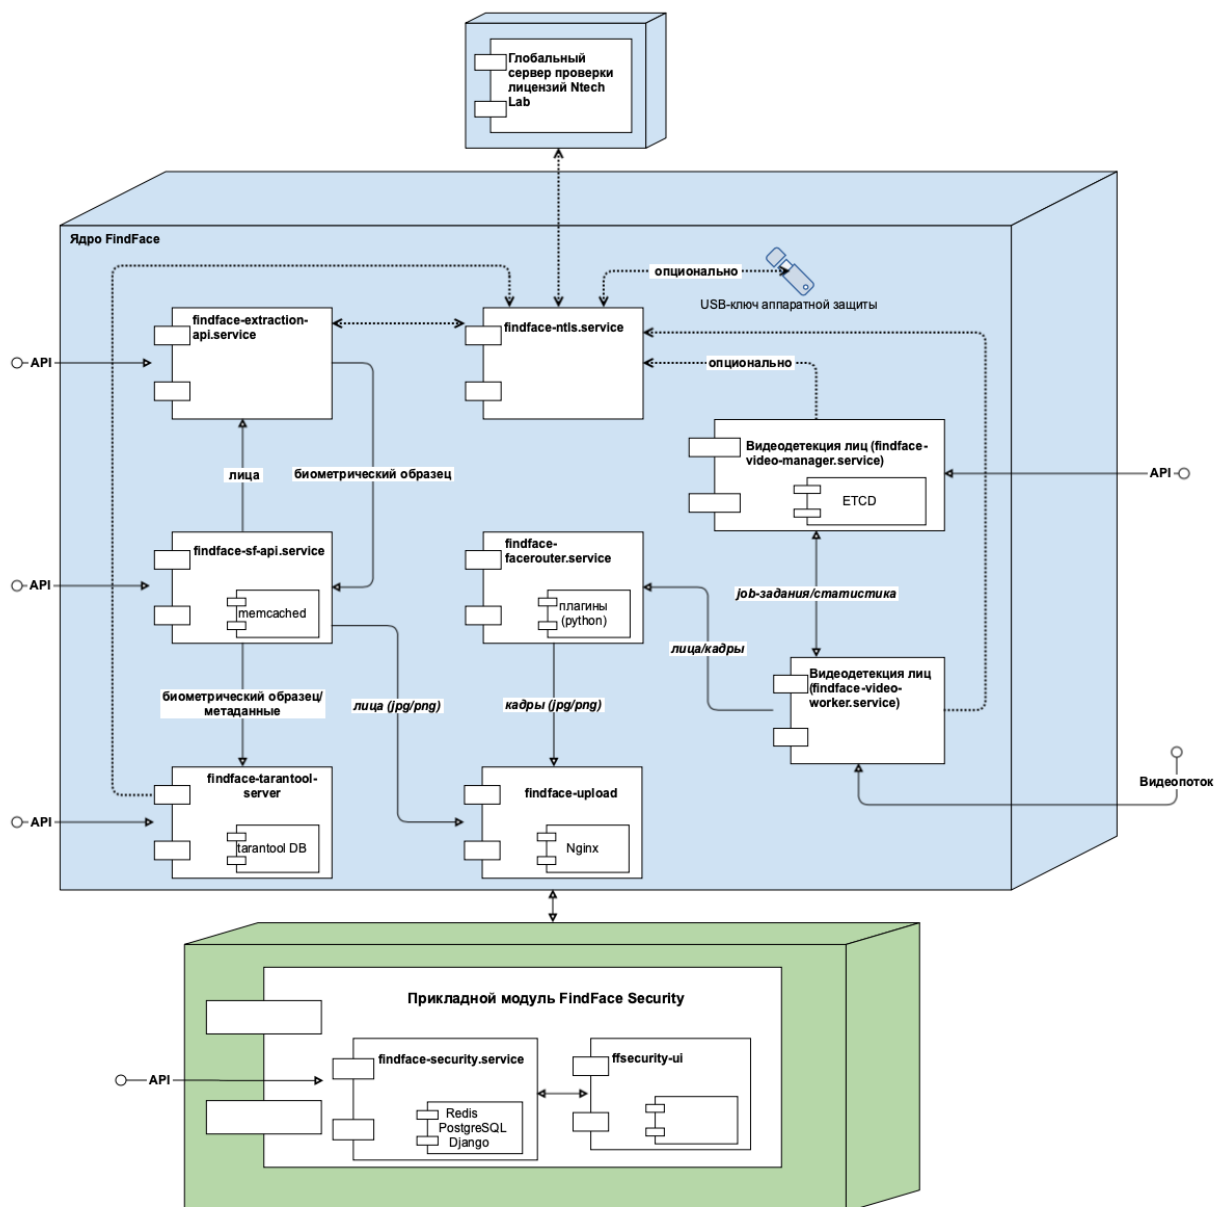 Глобальный
сервер проверки
лицензий Ntech
Lab
Ядро FindFace
опционально
USB-ключ аппаратной защиты
findface-extraction-
api.service
findface-ntls.service
API
опционально
Видеодетекция лиц (findface-
video-manager.service)
ETCD
API
лица
биометрический образец
findface-sf-api.service
memcached
API
findface-
facerouter.service
плагины
(python)
job-задания/статистика
лица/кадры
Видеодетекция лиц
(findface-video-
worker.service)
биометрический образец/
метаданные
лица (jpg/png)
кадры (jpg/png)
Видеопоток
findface-tarantool-
server
tarantool DB
API
findface-upload
Nginx
Прикладной модуль FindFace Security
findface-security.service
Redis
PostgreSQL
Django
API
ffsecurity-ui